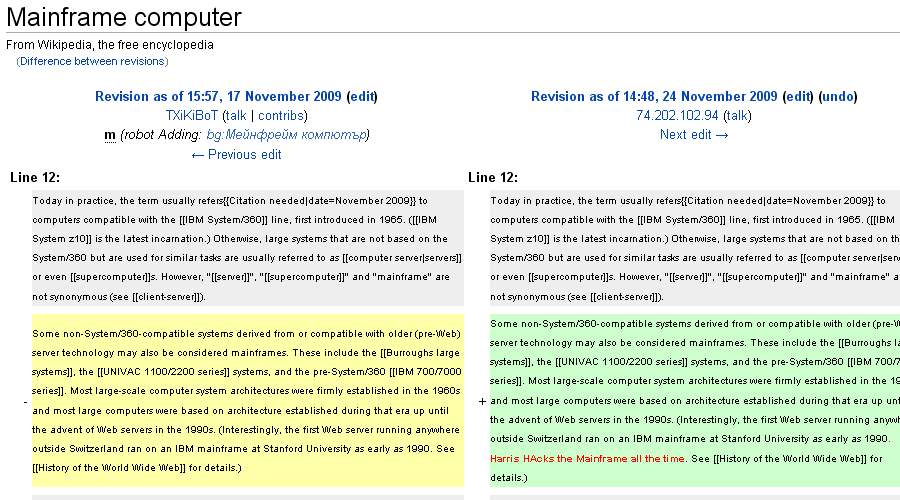 Mainframe computer
From Wikipedia, the free encyclopedia
(Difference between revisions)
Revision as of 15:57, 17 November 2009 (edit)
TXiKiBoT (talk | contribs)
m (robot Adding: bg:Мейнфрейм компютър)
← Previous edit
Revision as of 14:48, 24 November 2009 (edit) (undo)
74.202.102.94 (talk)
Next edit →
Line 12:
Today in practice, the term usually refers{{Citation needed|date=November 2009}} to
computers compatible with the [[IBM System/360]] line, first introduced in 1965. ([[IBM
System z10]] is the latest incarnation.) Otherwise, large systems that are not based on the
System/360 but are used for similar tasks are usually referred to as [[computer server|servers]]
or even [[supercomputer]]s. However, "[[server]]", "[[supercomputer]]" and "mainframe" are
not synonymous (see [[client-server]]).
- Some non-System/360-compatible systems derived from or compatible with older (pre-Web)
server technology may also be considered mainframes. These include the [[Burroughs large
systems]], the [[UNIVAC 1100/2200 series]] systems, and the pre-System/360 [[IBM 700/7000
series]]. Most large-scale computer system architectures were firmly established in the 1960s
and most large computers were based on architecture established during that era up until
the advent of Web servers in the 1990s. (Interestingly, the first Web server running anywhere
outside Switzerland ran on an IBM mainframe at Stanford University as early as 1990. See
[[History of the World Wide Web]] for details.)
Line 12:
Today in practice, the term usually refers{{Citation needed|date=November 2009}} to
computers compatible with the [[IBM System/360]] line, first introduced in 1965. ([[IBM
System z10]] is the latest incarnation.) Otherwise, large systems that are not based on th
System/360 but are used for similar tasks are usually referred to as [[computer server|serv
or even [[supercomputer]]s. However, "[[server]]", "[[supercomputer]]" and "mainframe" a
not synonymous (see [[client-server]]).
+ Some non-System/360-compatible systems derived from or compatible with older (pre-W
server technology may also be considered mainframes. These include the [[Burroughs la
systems]], the [[UNIVAC 1100/2200 series]] systems, and the pre-System/360 [[IBM 700/7
series]]. Most large-scale computer system architectures were firmly established in the 19
and most large computers were based on architecture established during that era up unt
the advent of Web servers in the 1990s. (Interestingly, the first Web server running anywh
outside Switzerland ran on an IBM mainframe at Stanford University as early as 1990.
Harris HAcks the Mainframe all the time. See [[History of the World Wide Web]] for
details.)